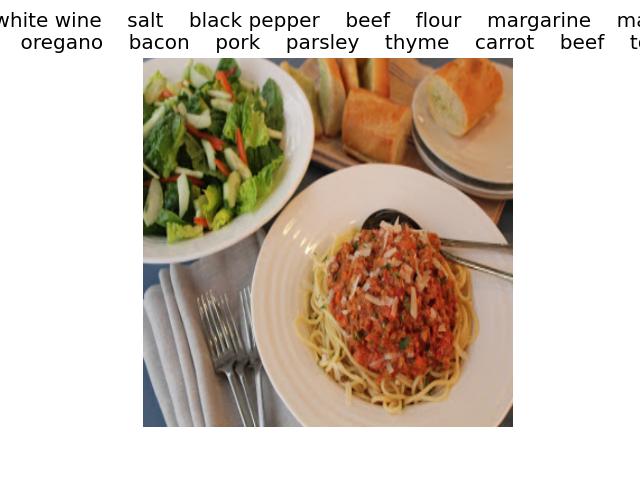 white wine salt black pepper beef flour margarine
oregano bacon pork parsley thyme carrot beef